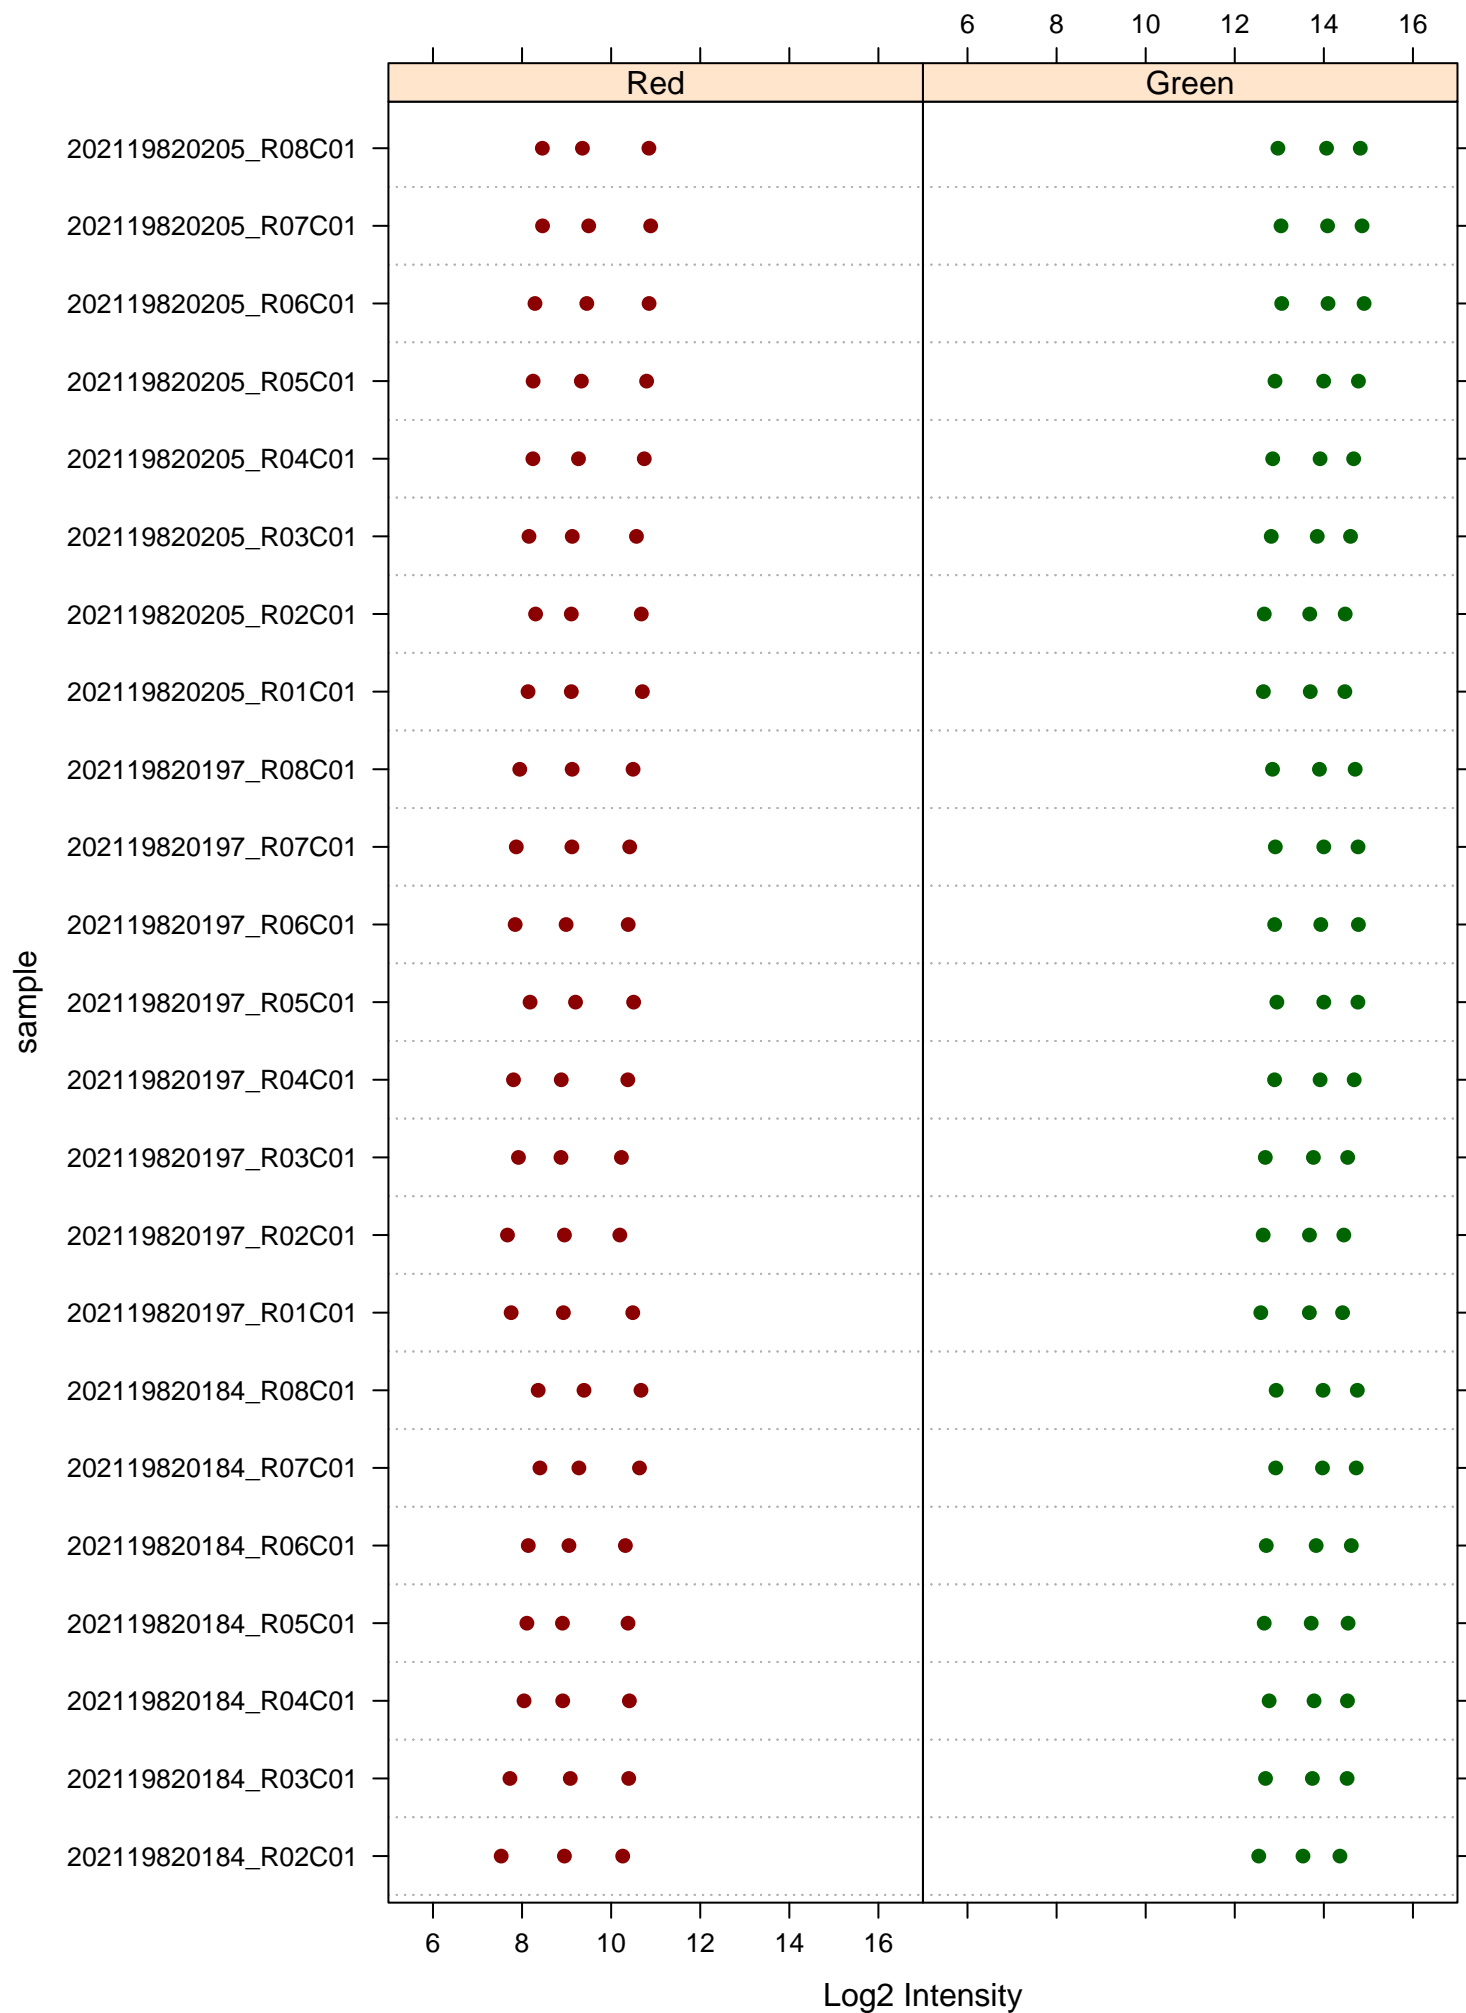 6 8 10 12 14 16
Red Green
202119820205_R08C01
202119820205_R07C01
202119820205_R06C01
202119820205_R05C01
202119820205_R04C01
202119820205_R03C01
202119820205_R02C01
202119820205_R01C01
202119820197_R08C01
202119820197_R07C01
202119820197_R06C01
202119820197_R05C01
202119820197_R04C01
202119820197_R03C01
202119820197_R02C01
202119820197_R01C01
202119820184_R08C01
202119820184_R07C01
202119820184_R06C01
202119820184_R05C01
202119820184_R04C01
202119820184_R03C01
202119820184_R02C01
sample
6 8 10 12 14 16
Log2 Intensity